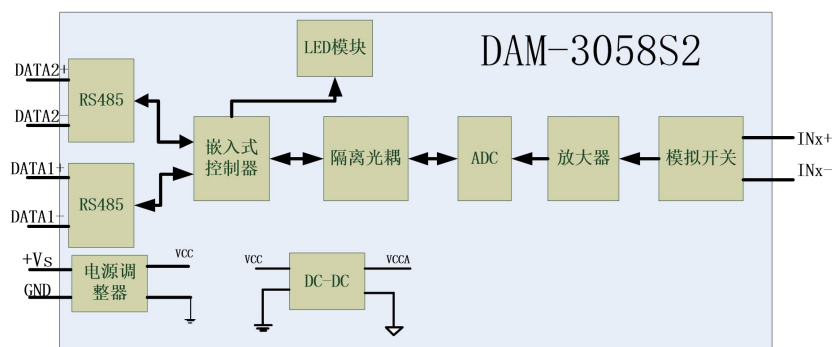 DAM-3058S2
LED模块
DATA2+
RS485
DATA2-
嵌入式
控制器
隔离光耦
ADC
放大器
模拟开关
INx+
INx-
DATA1+
RS485
DATA1-
+Vs
GND
电源调
整器
VCC
VCC
DC-DC
VCCA